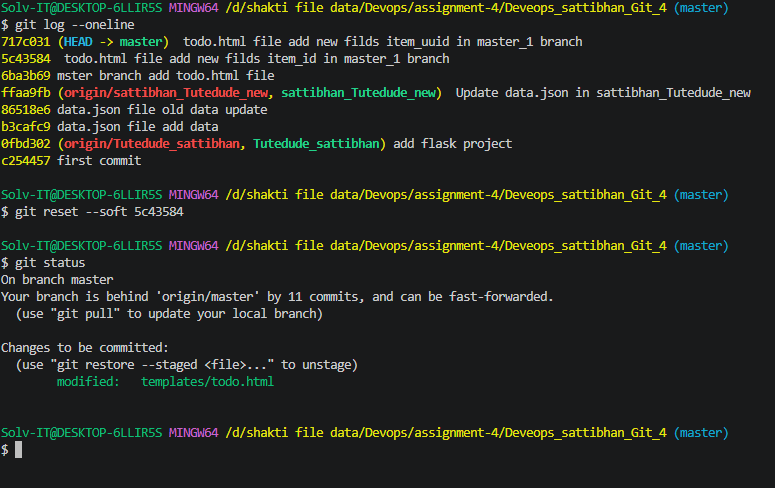 Solv-IT@DESKTOP-6LLIR5S MINGW64 /d/shakti file data/Devops/assignment-4/Deveops_sattibhan_Git_4 (master)
$ git log --oneline
717c031 (HEAD -> master)  todo.html file add new filds item_uuid in master_1 branch
5c43584  todo.html file add new filds item_id in master_1 branch
6ba3b69 mster branch add todo.html file
ffaa9fb (origin/sattibhan_Tutedude_new, sattibhan_Tutedude_new)  Update data.json in sattibhan_Tutedude_new
86518e6 data.json file old data update
b3cafc9 data.json file add data
0fbd302 (origin/Tutedude_sattibhan, Tutedude_sattibhan) add flask project
c254457 first commit

Solv-IT@DESKTOP-6LLIR5S MINGW64 /d/shakti file data/Devops/assignment-4/Deveops_sattibhan_Git_4 (master)
$ git reset --soft 5c43584

Solv-IT@DESKTOP-6LLIR5S MINGW64 /d/shakti file data/Devops/assignment-4/Deveops_sattibhan_Git_4 (master)
$ git status
On branch master
Your branch is behind 'origin/master' by 11 commits, and can be fast-forwarded.
  (use "git pull" to update your local branch)

Changes to be committed:
  (use "git restore --staged <file>..." to unstage)
        modified:   templates/todo.html

Solv-IT@DESKTOP-6LLIR5S MINGW64 /d/shakti file data/Devops/assignment-4/Deveops_sattibhan_Git_4 (master)
$